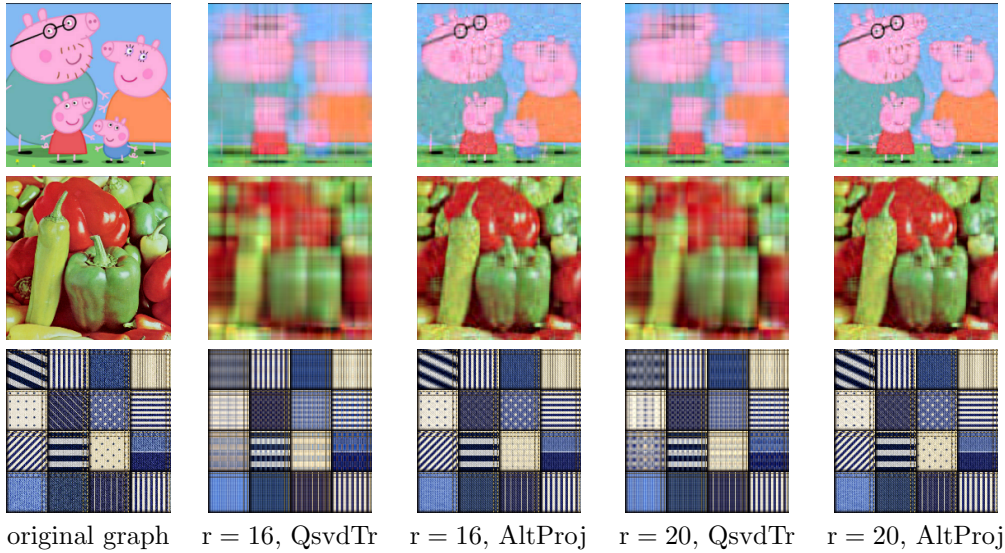 original graph r = 16, QsvdTr r = 16, AltProj r = 20, QsvdTr r = 20, AltProj